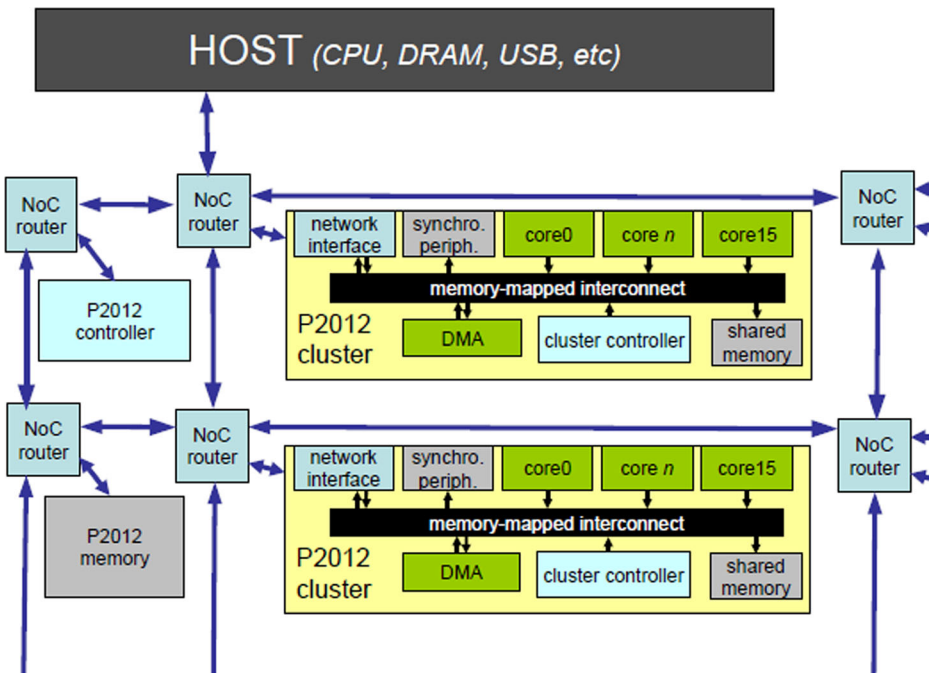 HOST (CPU, DRAM, USB, etc)
NoC
router
NoC
router
NoC
router
network
interface
synchro.
periph.
core0
core n
core15
memory-mapped interconnect
P2012
controller
P2012
cluster
DMA
cluster controller
shared
memory
NoC
router
NoC
router
NoC
router
network
interface
synchro.
periph.
core0
core n
core15
memory-mapped interconnect
P2012
memory
P2012
cluster
DMA
cluster controller
shared
memory